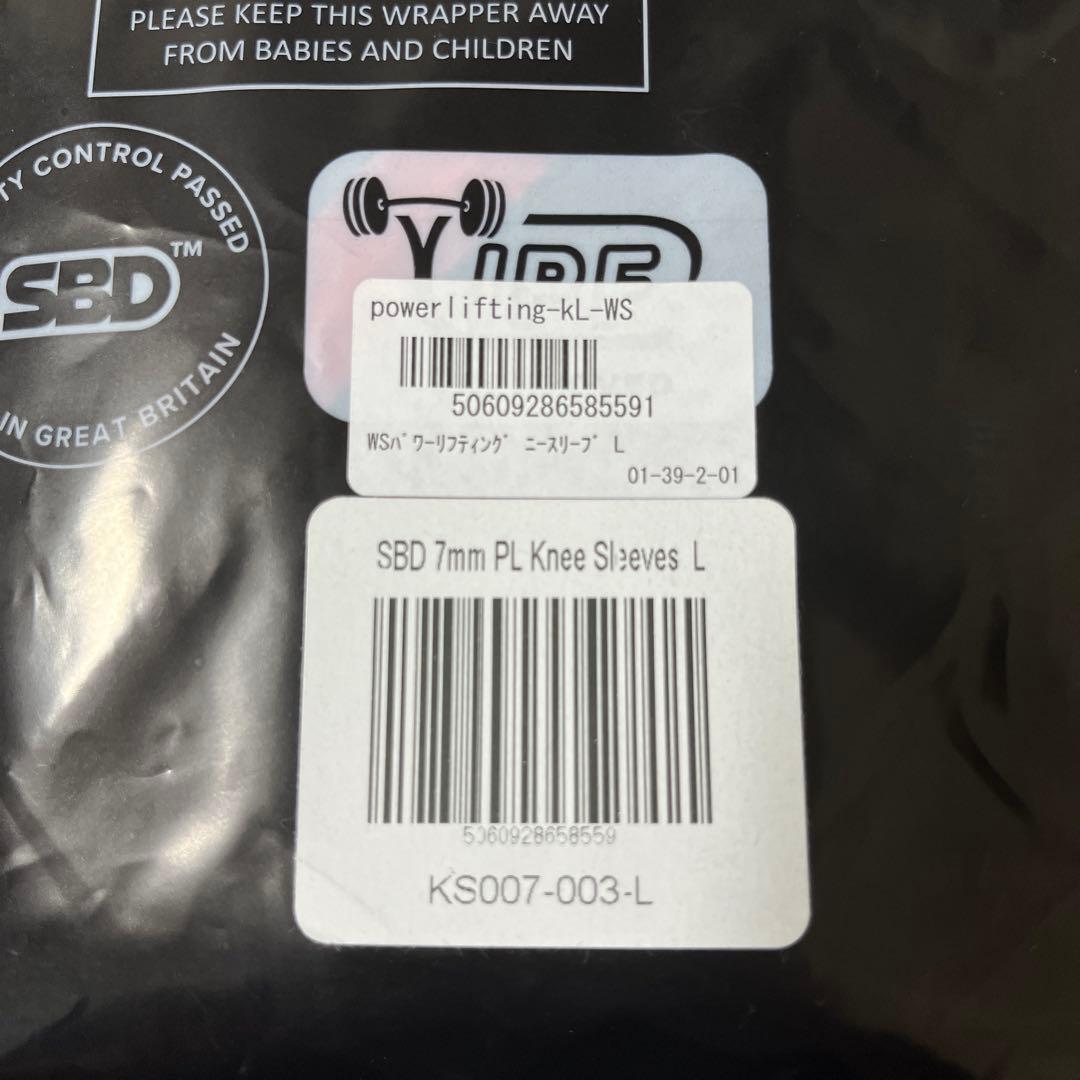 PLEASE KEEP THIS WRAPPER AWAY
FROM BABIES AND CHILDREN
TY CONTROL PASSED
SBD™
IN GREAT BRITAIN
powerlifting-kL-WS
50609286585591
WSﾊﾟﾜｰﾘﾌﾃｨﾝｸﾞ ﾆｰｽﾘｰﾌﾞ L
01-39-2-01
SBD 7mm PL Knee Sleeves L
5060928658559
KS007-003-L